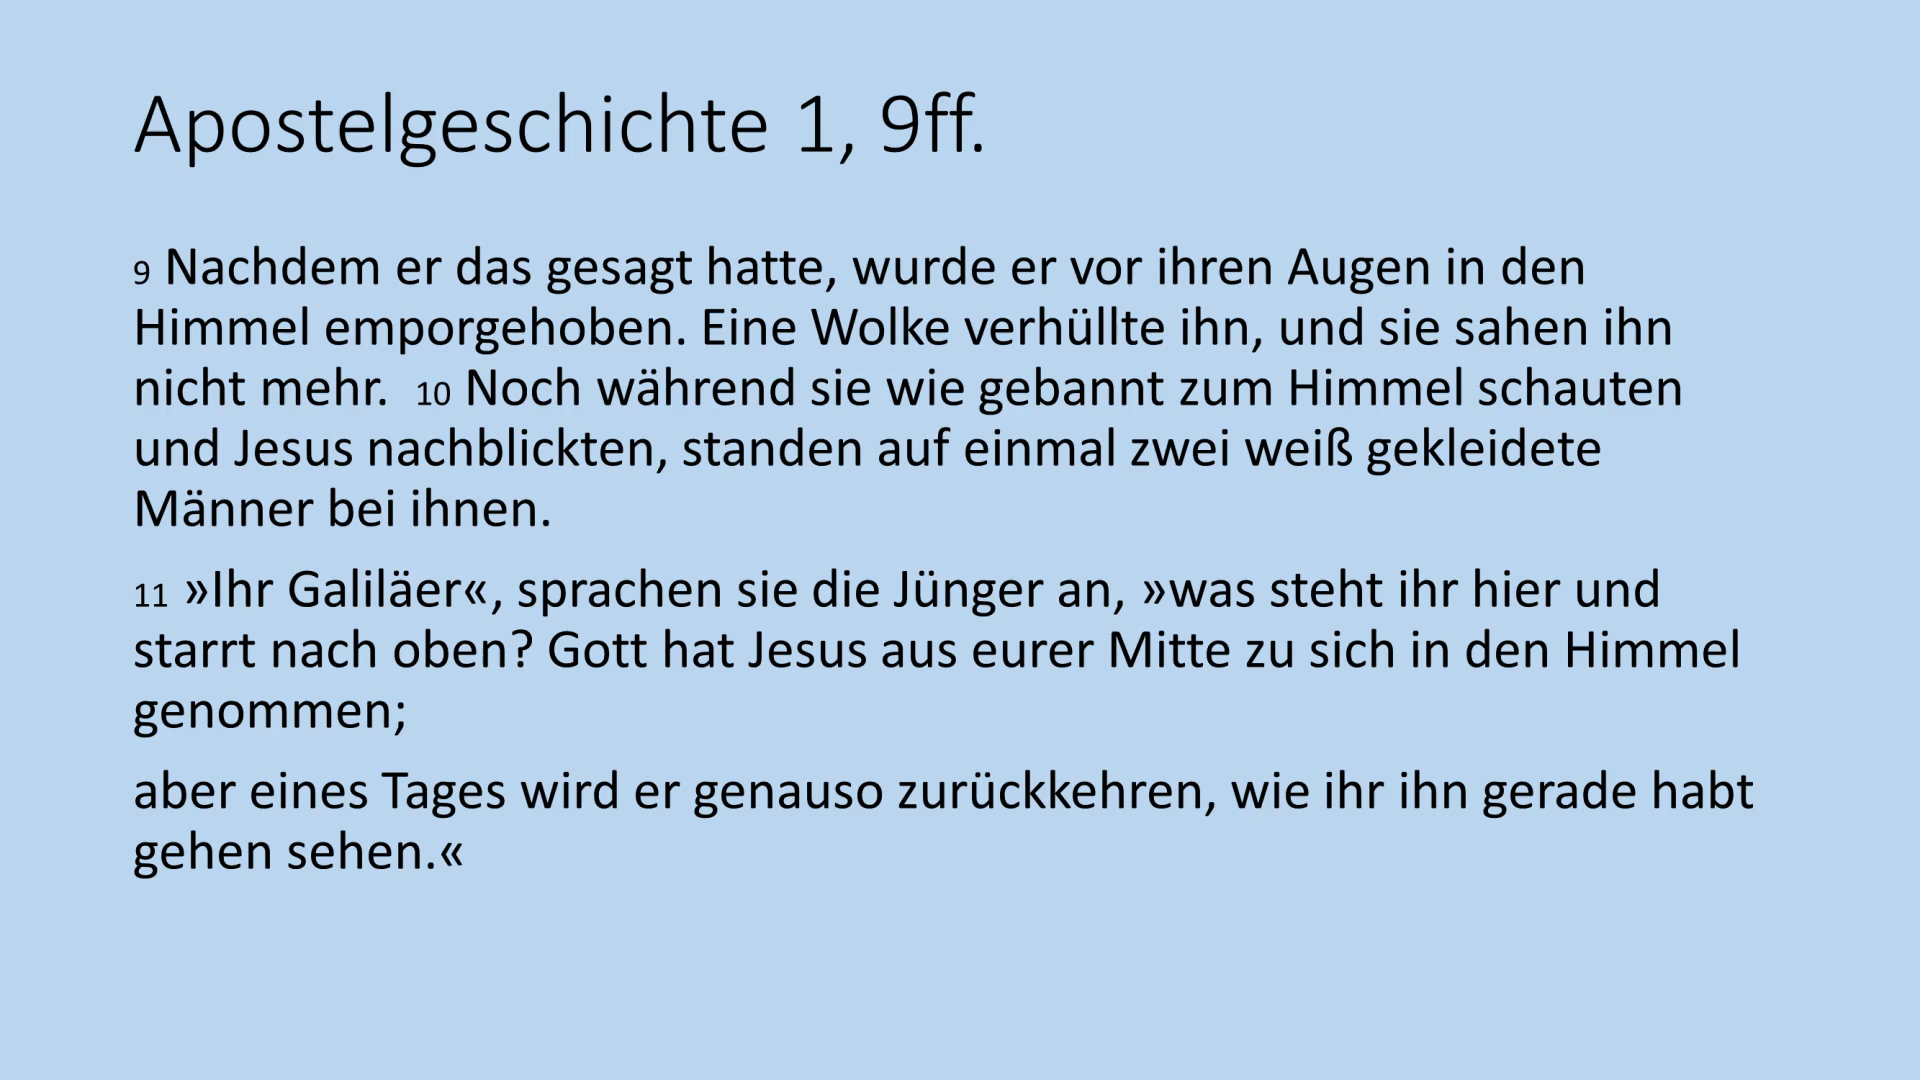 Apostelgeschichte 1, 9ff.
9 Nachdem er das gesagt hatte, wurde er vor ihren Augen in den
Himmel emporgehoben. Eine Wolke verhüllte ihn, und sie sahen ihn
nicht mehr.  10 Noch während sie wie gebannt zum Himmel schauten
und Jesus nachblickten, standen auf einmal zwei weiß gekleidete
Männer bei ihnen.
11 »Ihr Galiläer«, sprachen sie die Jünger an, »was steht ihr hier und
starrt nach oben? Gott hat Jesus aus eurer Mitte zu sich in den Himmel
genommen;
aber eines Tages wird er genauso zurückkehren, wie ihr ihn gerade habt
gehen sehen.«